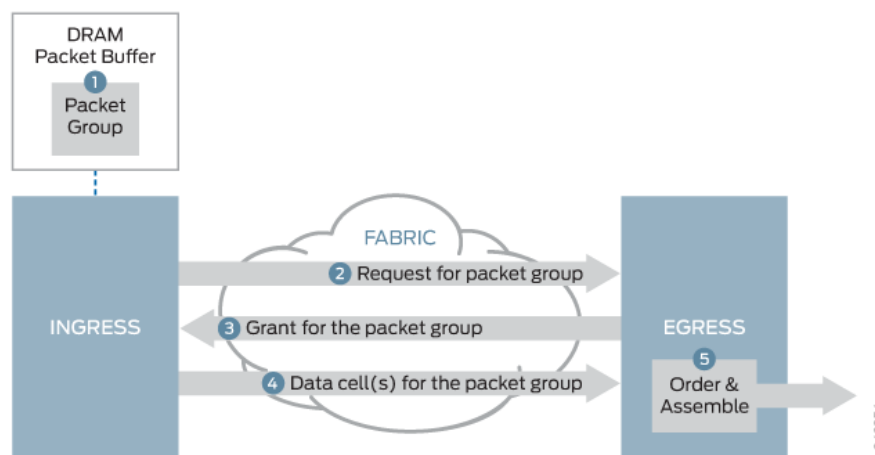 DRAM
Packet Buffer
1
Packet
Group
FABRIC
2 Request for packet group
INGRESS
3 Grant for the packet group
EGRESS
4 Data cell(s) for the packet group
5
Order &
Assemble